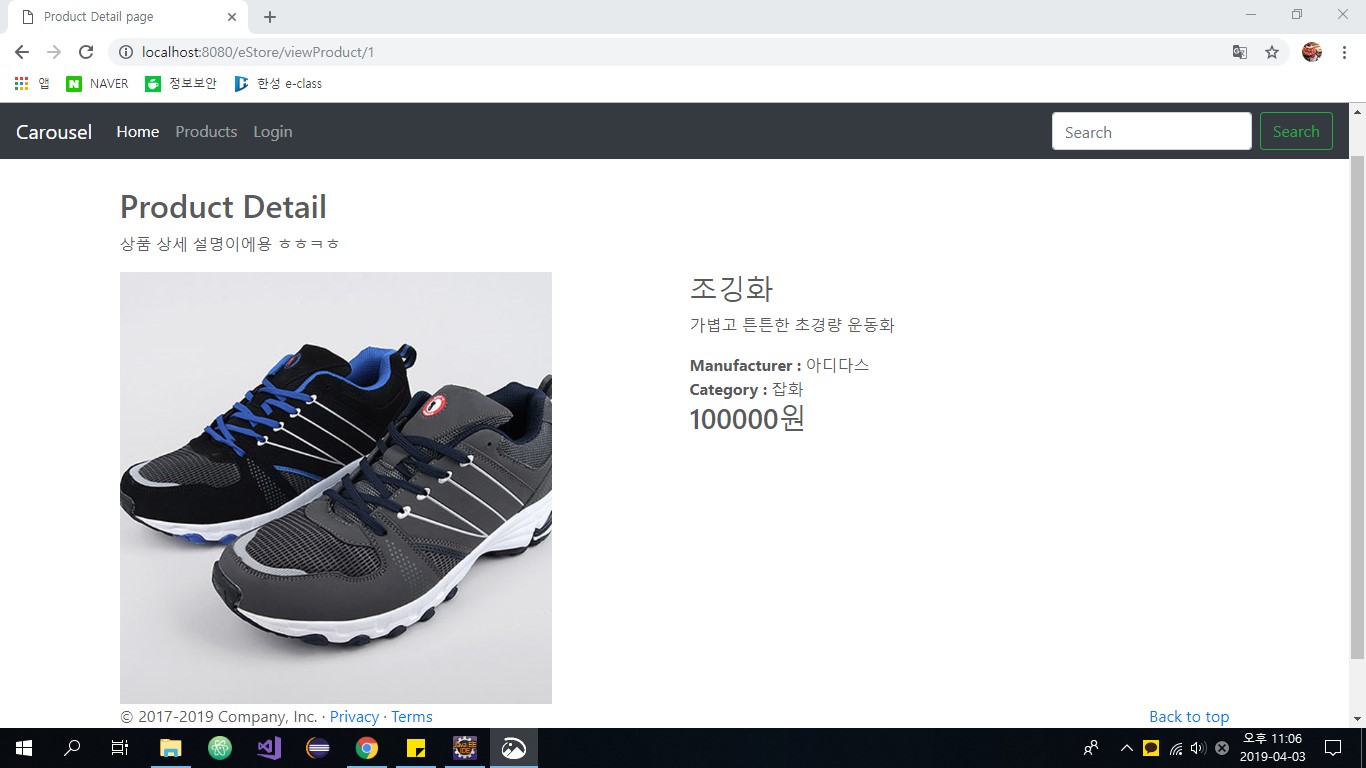 Product Detail page
localhost:8080/eStore/viewProduct/1
앱 NAVER 정보보안 한성 e-class
Carousel Home Products Login Search Search
Product Detail
상품 상세 설명이에용 ㅎㅎㅋㅎ
조깅화
가볍고 튼튼한 초경량 운동화
Manufacturer : 아디다스
Category : 잡화
100000원
© 2017-2019 Company, Inc. · Privacy · Terms
Back to top
오후 11:06
2019-04-03